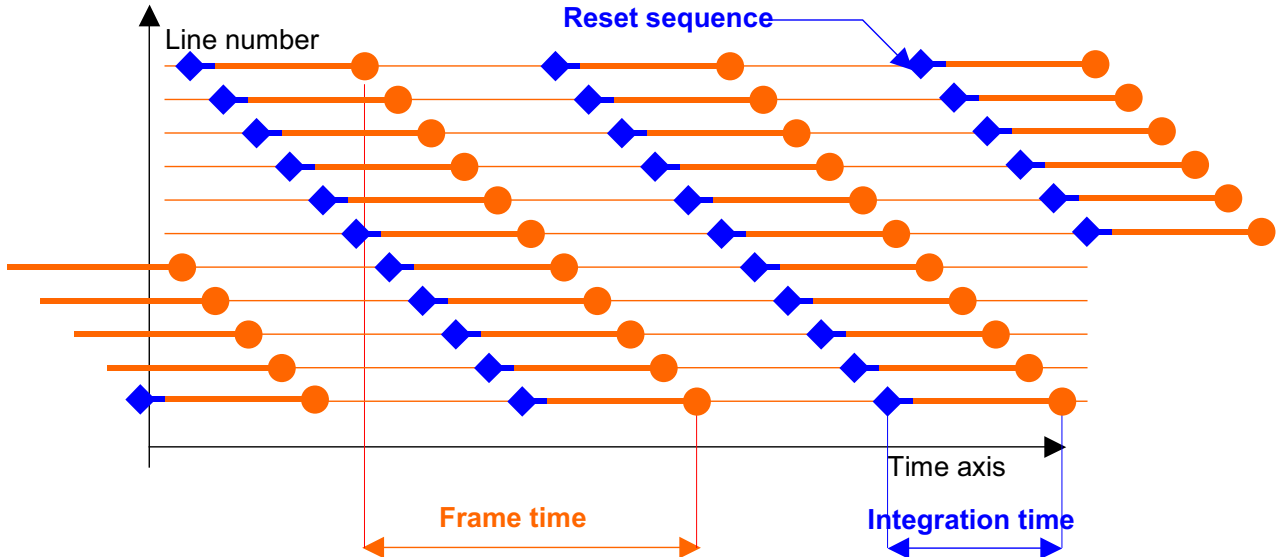 Reset sequence
Line number
Time axis
Frame time
Integration time